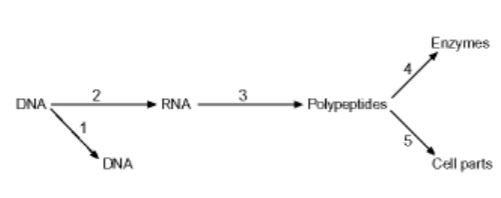 Enzymes
4
DNA 2 RNA 3 Polypeptides
1
5
DNA
Cell parts